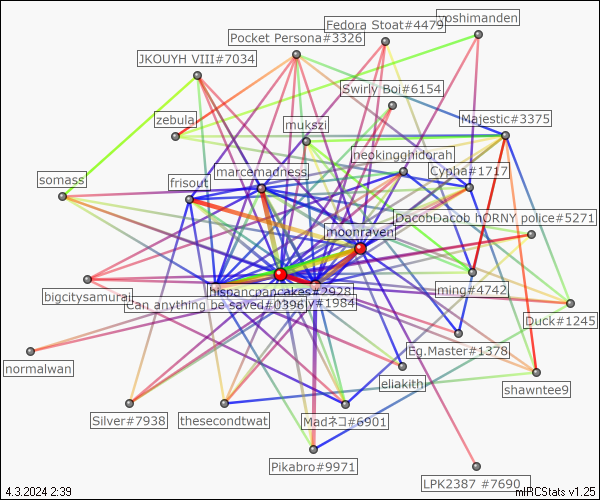 yoshimanden
Fedora Stoat#4479
Pocket Persona#3326
JKOUYH VIII#7034
Swirly Boi#6154
zebula
mukszi
Majestic#3375
neokingghidorah
marcemadness
Cypha#1717
somass
frisout
DacobDacob hORNY police#5271
moonraven
hispanicpancakes#2928
ming#4742
bigcitysamurai
Can anything be saved#0396
y#1984
Duck#1245
Eg.Master#1378
normalwan
eliakith
shawntee9
Silver#7938
thesecondtwat
Madネコ#6901
Pikabro#9971
LPK2387 #7690
4.3.2024 2:39
mIRCStats v1.25